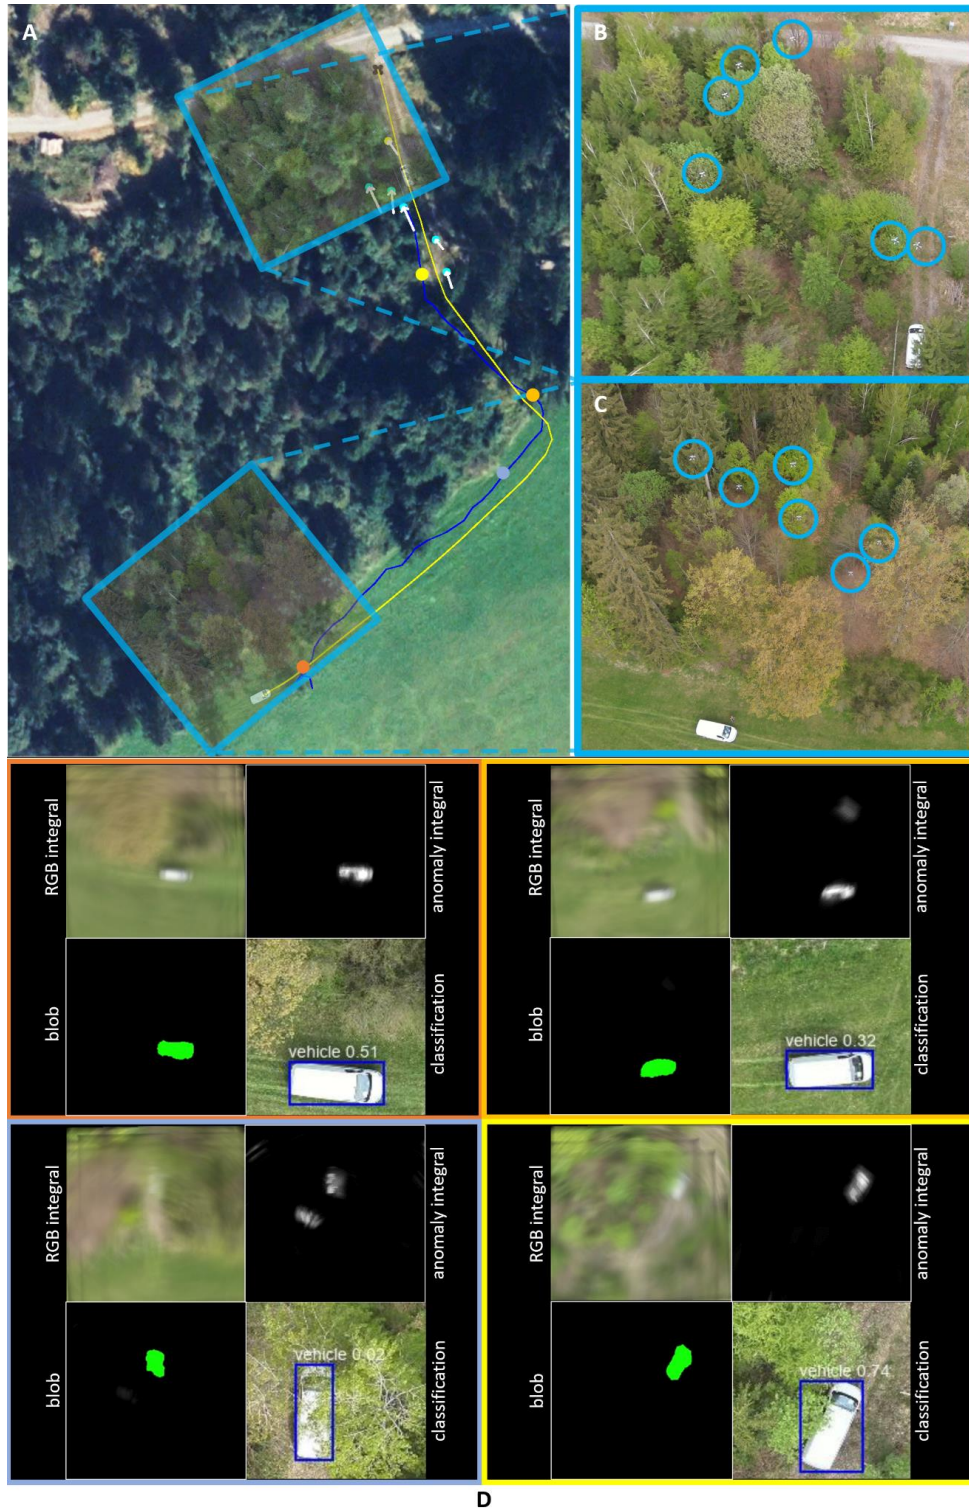 A
B
C
RGB integral
anomaly integral
blob
vehicle 0.51
classification
RGB integral
anomaly integral
blob
vehicle 0.32
classification
RGB integral
anomaly integral
blob
vehicle 0.02
classification
RGB integral
anomaly integral
blob
vehicle 0.74
classification
D